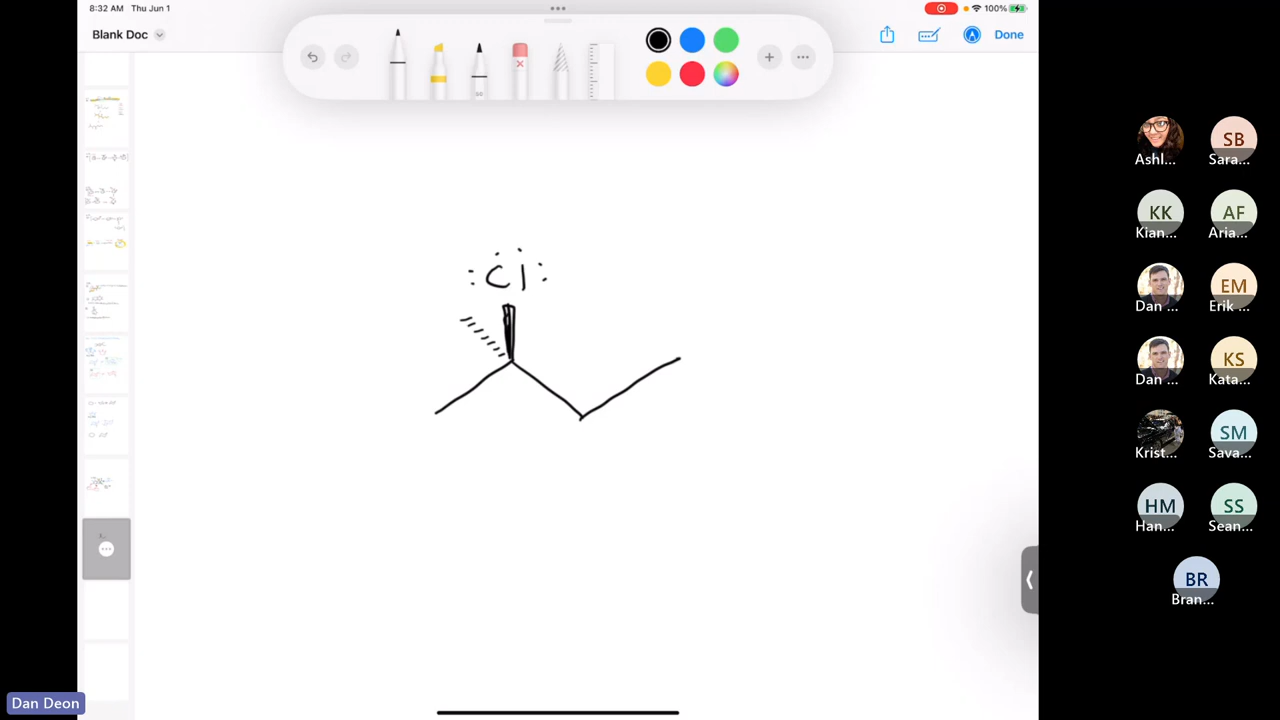 8:32 AM Thu Jun 1
100%
Blank Doc
Done
:Cl:
Ashl...
SB
Sara...
KK
Kian...
AF
Aria...
Dan ...
EM
Erik ...
Dan ...
KS
Kata...
Krist...
SM
Sava...
HM
Han...
SS
Sean...
BR
Bran...
Dan Deon